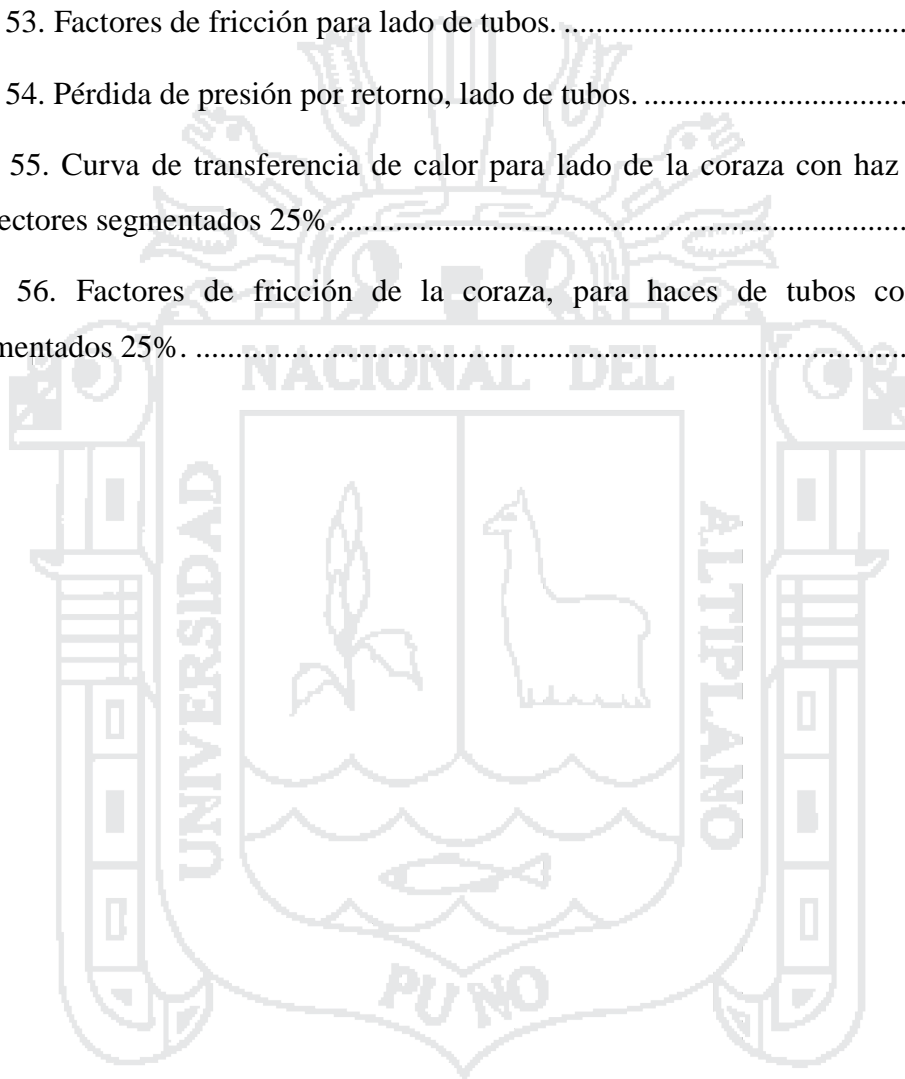 53. Factores de fricción para lado de tubos. ..........................................
54. Pérdida de presión por retorno, lado de tubos. ................................
55. Curva de transferencia de calor para lado de la coraza con haz
ectores segmentados 25%. ......................................................................
56. Factores de fricción de la coraza, para haces de tubos co
mentados 25%. .........................................................................................
NACIONAL DEL
UNIVERSIDAD
ALTIPLANO
PUNO